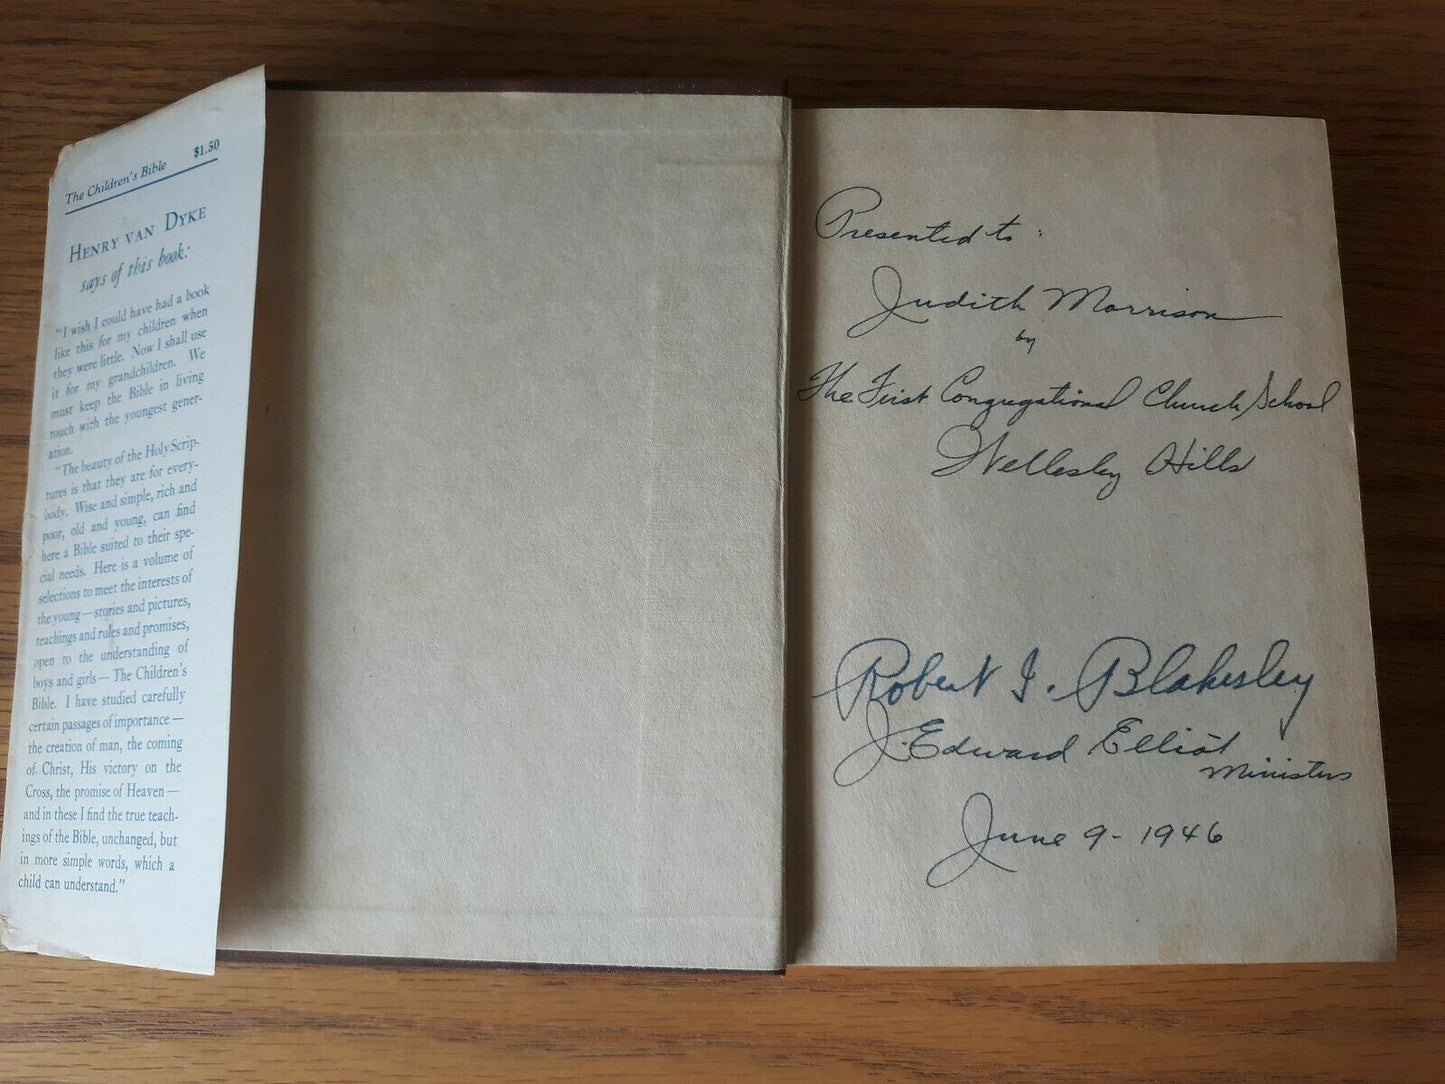 The Children's Bible $1.50
HENRY VAN DYKE
says of this book:
"I wish I could have had a book
like this for my children when
they were little. Now I shall use
it for my grandchildren. We
must keep the Bible in living
touch with the youngest gener-
ation.
"The beauty of the Holy Scrip-
tures is that they are for every-
body. Wise and simple, rich and
poor, old and young, can find
here a Bible suited to their spe-
cial needs. Here is a volume of
selections to meet the interests of
the young—stories and pictures,
teachings and rules and promises,
open to the understanding of
boys and girls—The Children's
Bible. I have studied carefully
certain passages of importance—
the creation of man, the coming
of Christ, His victory on the
Cross, the promise of Heaven—
and in these I find the true teach-
ings of the Bible, unchanged, but
in more simple words, which a
child can understand."
Presented to:
Judith Morrison
by
The First Congregational Church School
Wellesley Hills
Robert I. Blakesley
J. Edward Elliot
Ministers
June 9-1946